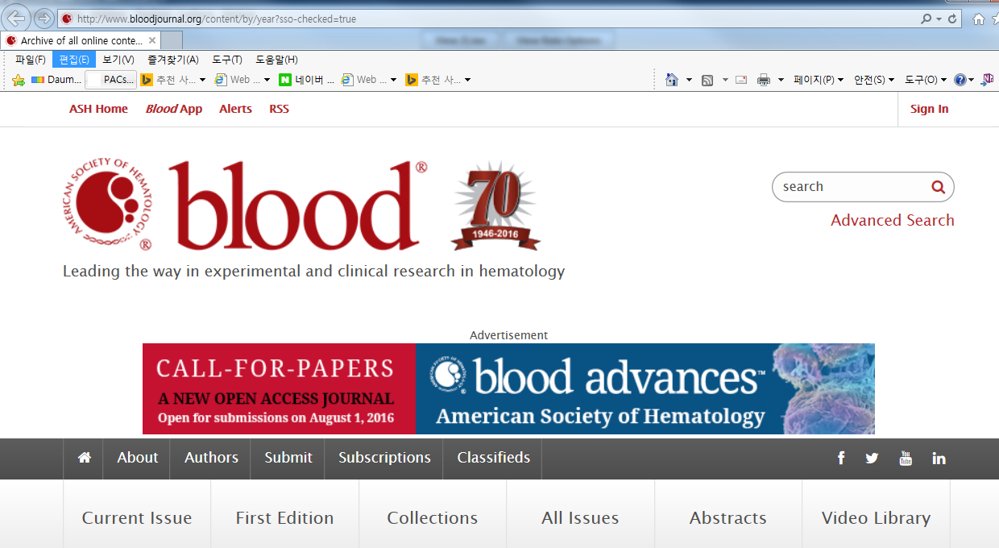 http://www.bloodjournal.org/content/by/year?sso-checked=true
Archive of all online conte...
파일(F) 편집(E) 보기(V) 즐겨찾기(A) 도구(T) 도움말(H)
Daum... PACs... 추천 사... Web ... 네이버 ... Web ... 추천 사... 페이지(P) 안전(S) 도구(O)
ASH Home Blood App Alerts RSS Sign In
AMERICAN SOCIETY OF HEMATOLOGY ®
blood®
70
1946-2016
search
Advanced Search
Leading the way in experimental and clinical research in hematology
Advertisement
CALL-FOR-PAPERS
A NEW OPEN ACCESS JOURNAL
Open for submissions on August 1, 2016
AMERICAN SOCIETY OF HEMATOLOGY
blood advances™
American Society of Hematology
About Authors Submit Subscriptions Classifieds
Current Issue First Edition Collections All Issues Abstracts Video Library